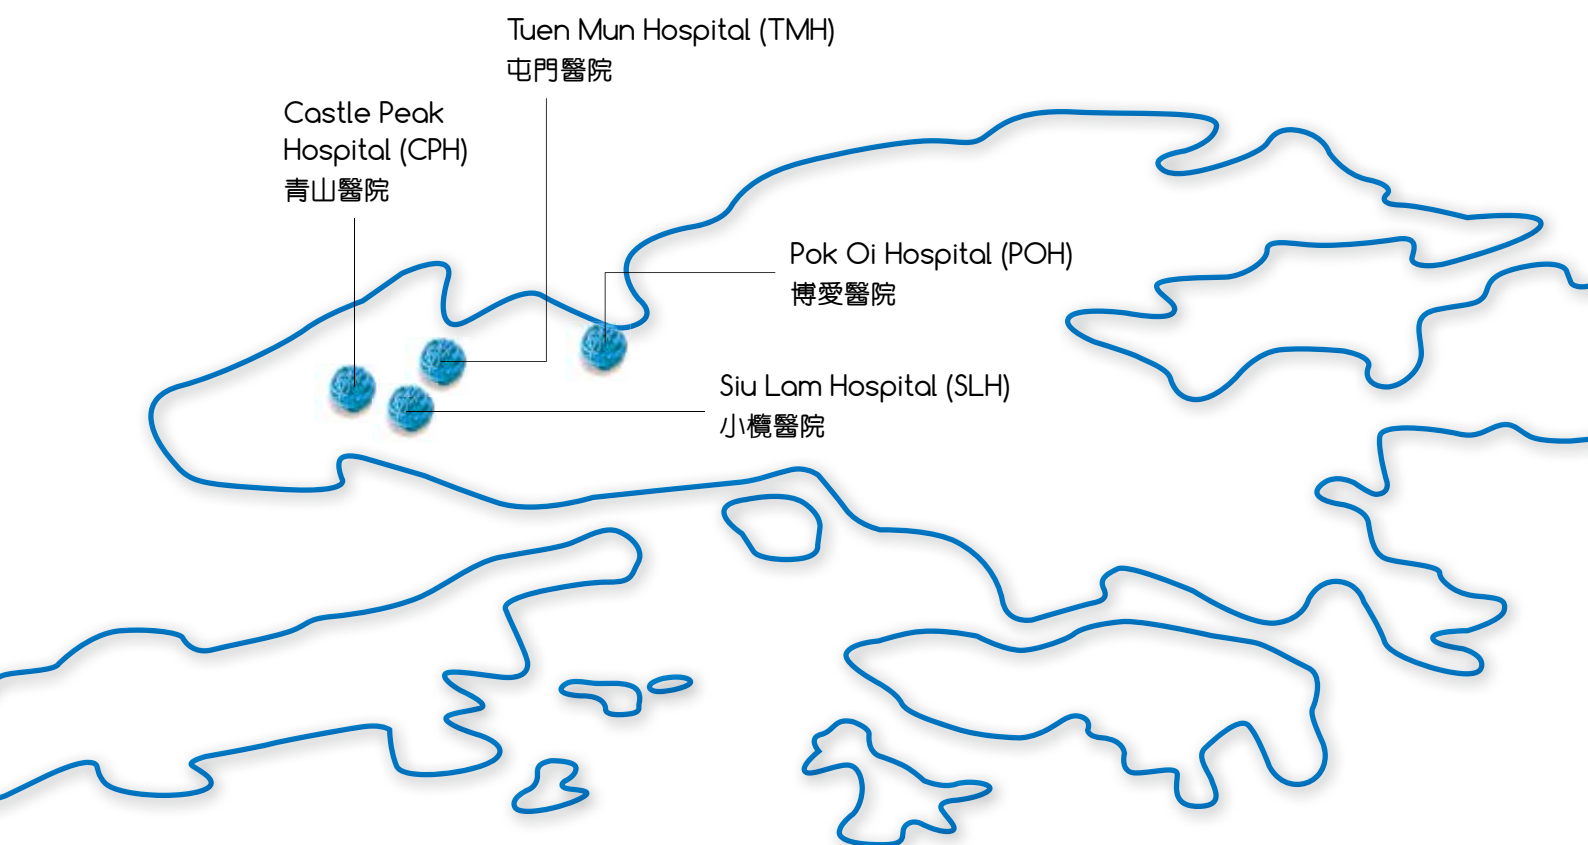 Tuen Mun Hospital (TMH)
屯門醫院
Castle Peak
Hospital (CPH)
青山醫院
Pok Oi Hospital (POH)
博愛醫院
Siu Lam Hospital (SLH)
小欖醫院